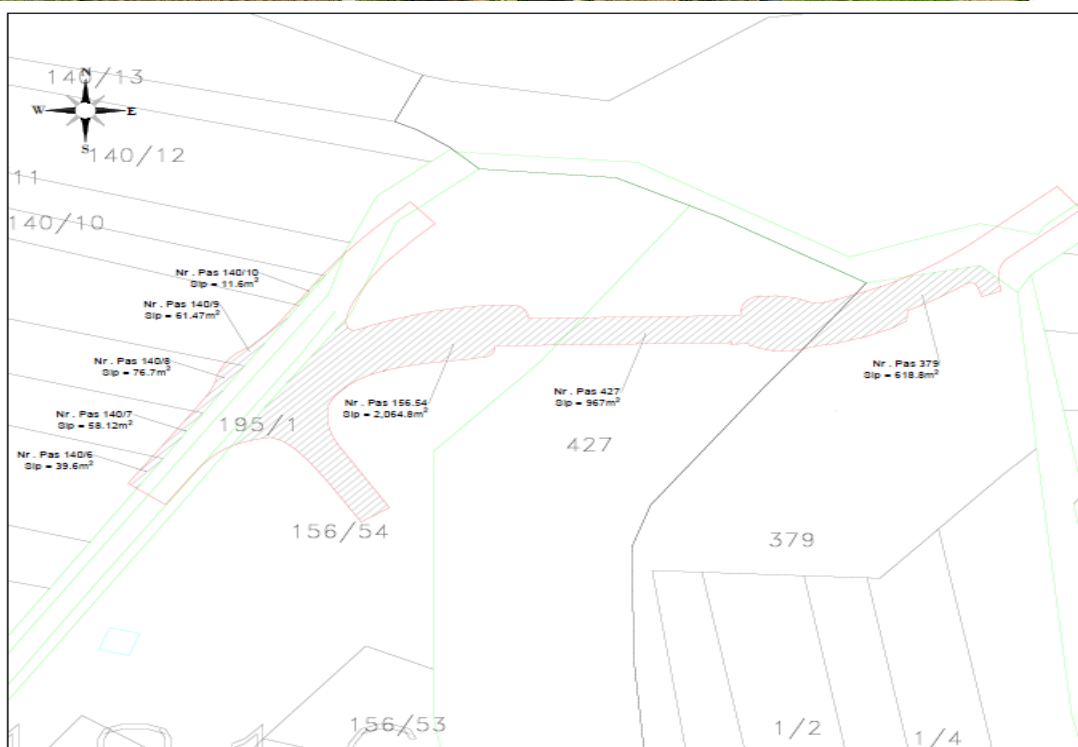 140/13
N
W
E
S
140/12
11
140/10
Nr . Pas 140/10
Sip = 11.6m²
Nr . Pas 140/9
Sip = 61.47m²
Nr . Pas 140/8
Sip = 76.7m²
Nr . Pas 140/7
Sip = 58.12m²
Nr . Pas 140/6
Sip = 39.6m²
195/1
Nr . Pas 156.54
Sip = 2,064.8m²
Nr . Pas 427
Sip = 967m²
Nr . Pas 379
Sip = 618.8m²
427
156/54
379
156/53
1/2
1/4